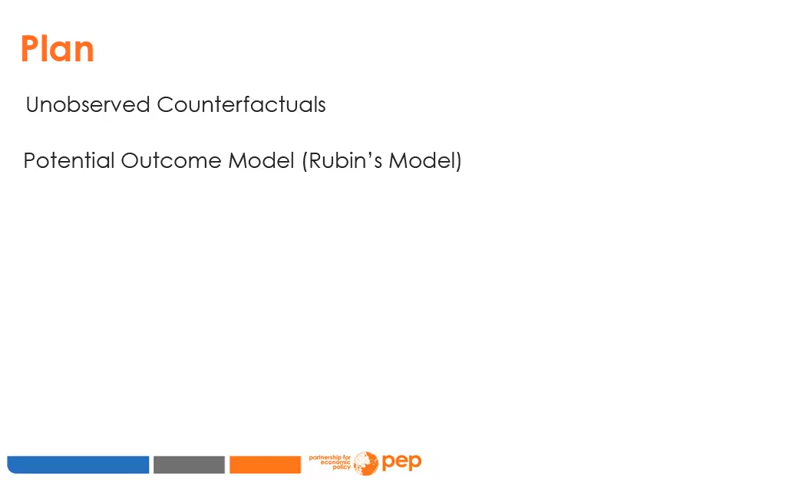 Plan
Unobserved Counterfactuals
Potential Outcome Model (Rubin’s Model)
partnership for
economic
policy
pep